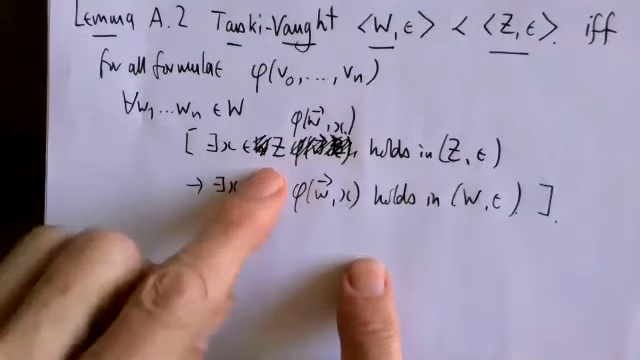 Lemma A.2 Tarski-Vaught <W,∈> ≺ <Z,∈>. iff
for all formulae φ(v₀,...,vₙ)
∀w₁...wₙ ∈ W
φ(w⃗,x)
[ ∃x ∈ Z holds in (Z,∈)
→ ∃x φ(w⃗,x) holds in (W,∈) ].